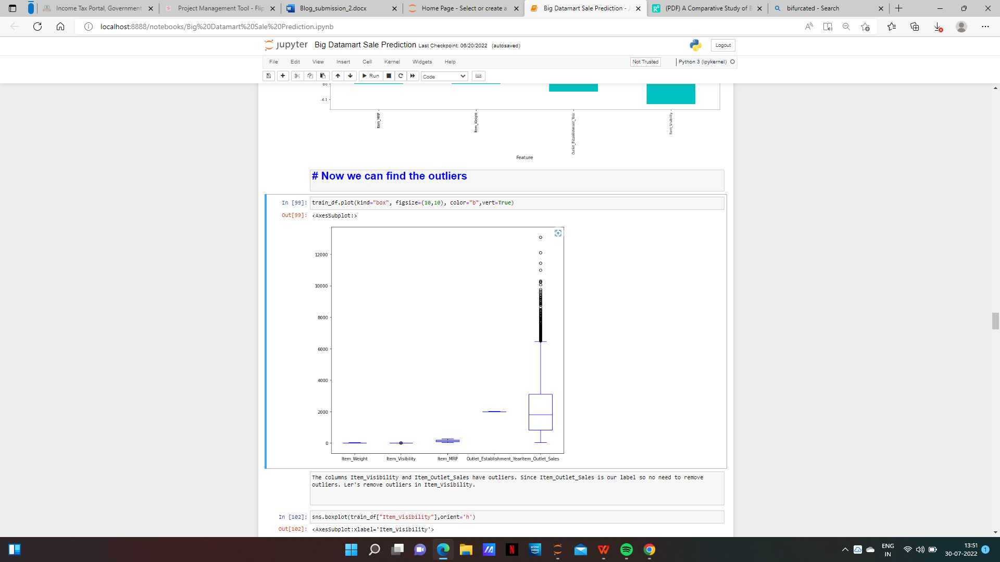 Income Tax Portal, Government
Project Management Tool - Flip
Blog_submission_2.docx
Home Page - Select or create a
Big Datamart Sale Prediction - J
(PDF) A Comparative Study of B
bifurcated - Search
localhost:8888/notebooks/Big%20Datamart%20Sale%20Prediction.ipynb
jupyter Big Datamart Sale Prediction Last Checkpoint: 06/20/2022 (autosaved)
Logout
File Edit View Insert Cell Kernel Widgets Help
Not Trusted
Python 3 (ipykernel)
Run
Code
0.0
−0.1
Item_MRP
Item_Weight
Outlet_Establishment_Year
Item_Visibility
Feature
# Now we can find the outliers
In [99]: train_df.plot(kind="box", figsize=(10,10), color="b",vert=True)
Out[99]: <AxesSubplot:>
12000
10000
8000
6000
4000
2000
0
Item_Weight Item_Visibility Item_MRP Outlet_Establishment_YearItem_Outlet_Sales
The columns Item_Visibility and Item_Outlet_Sales have outliers. Since Item_Outlet_Sales is our label so no need to remove
outliers. Ler's remove outliers in Item_Visibility.
In [102]: sns.boxplot(train_df["Item_Visibility"],orient='h')
Out[102]: <AxesSubplot:xlabel='Item_Visibility'>
prime video
ENG
IN
13:51
30-07-2022
1